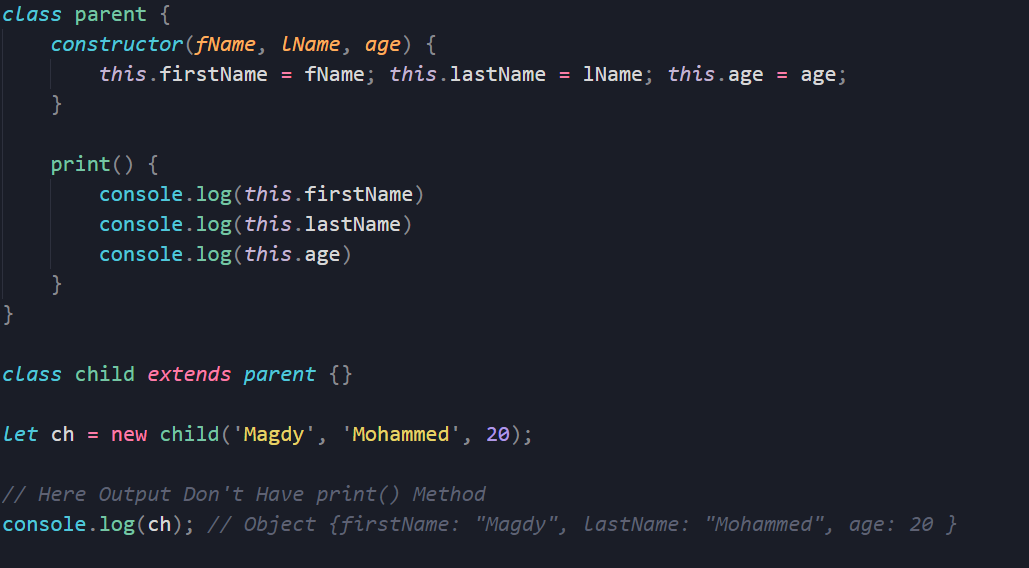 class parent {
    constructor(fName, lName, age) {
        this.firstName = fName; this.lastName = lName; this.age = age;
    }

    print() {
        console.log(this.firstName)
        console.log(this.lastName)
        console.log(this.age)
    }
}

class child extends parent {}

let ch = new child('Magdy', 'Mohammed', 20);

// Here Output Don't Have print() Method
console.log(ch); // Object {firstName: "Magdy", lastName: "Mohammed", age: 20 }